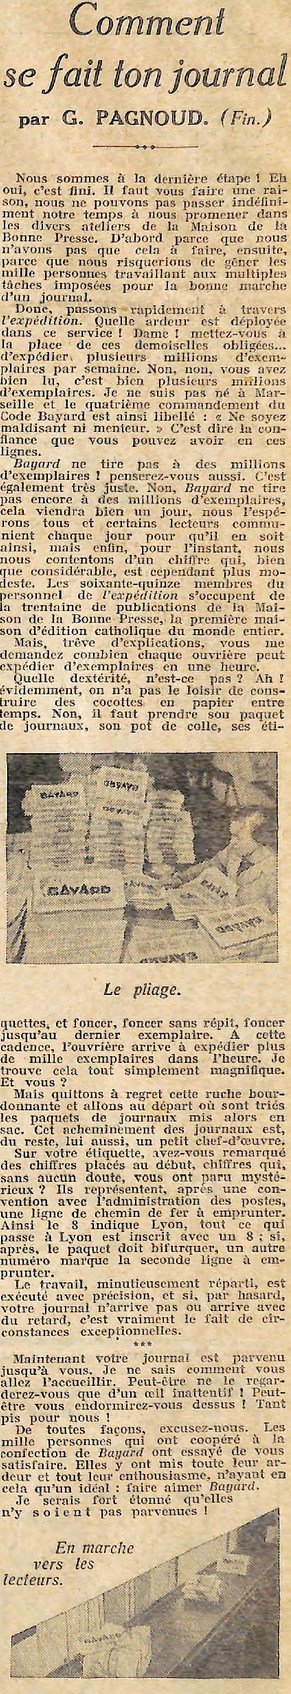 Comment
se fait ton journal
par G. PAGNOUD. (Fin.)
Nous sommes à la dernière étape ! Eh
oui, c'est fini. Il faut vous faire une rai-
son, nous ne pouvons pas passer indéfini-
ment notre temps à nous promener dans
les divers ateliers de la Maison de la
Bonne Presse. D'abord parce que nous
n'avons pas que cela à faire, ensuite,
parce que nous risquerions de gêner les
mille personnes travaillant aux multiples
tâches imposées pour la bonne marche
d'un journal.
Donc, passons rapidement à travers
l'expédition. Quelle ardeur est déployée
dans ce service ! Dame ! mettez-vous à
la place de ces demoiselles obligées...
d'expédier plusieurs millions d'exem-
plaires par semaine. Non, non, vous avez
bien lu, c'est bien plusieurs millions
d'exemplaires. Je ne suis pas né à Mar-
seille et le quatrième commandement du
Code Bayard est ainsi libellé : « Ne soyez
maldisant ni menteur. » C'est dire la con-
fiance que vous pouvez avoir en ces
lignes.
Bayard ne tire pas à des millions
d'exemplaires ! penserez-vous aussi. C'est
également très juste. Non, Bayard ne tire
pas encore à des millions d'exemplaires,
cela viendra bien un jour, nous l'espé-
rons tous et certains lecteurs commu-
nient chaque jour pour qu'il en soit
ainsi, mais enfin, pour l'instant, nous
nous contentons d'un chiffre qui, bien
que considérable, est cependant plus mo-
deste. Les soixante-quinze membres du
personnel de l'expédition s'occupent de
la trentaine de publications de la Mai-
son de la Bonne Presse, la première mai-
son d'édition catholique du monde entier.
Mais, trêve d'explications, vous me
demandez combien chaque ouvrière peut
expédier d'exemplaires en une heure.
Quelle dextérité, n'est-ce pas ? Ah !
évidemment, on n'a pas le loisir de cons-
truire des cocottes en papier entre
temps. Non, il faut prendre son paquet
de journaux, son pot de colle, ses éti-
BAYARD
BAYARD
BAYARD
BAYARD
BAYARD
Le pliage.
quettes, et foncer, foncer sans répit, foncer
jusqu'au dernier exemplaire. A cette
cadence, l'ouvrière arrive à expédier plus
de mille exemplaires dans l'heure. Je
trouve cela tout simplement magnifique.
Et vous ?
Mais quittons à regret cette ruche bour-
donnante et allons au départ où sont triés
les paquets de journaux mis alors en
sac. Cet acheminement des journaux est,
du reste, lui aussi, un petit chef-d'œuvre.
Sur votre étiquette, avez-vous remarqué
des chiffres placés au début, chiffres qui,
sans aucun doute, vous ont paru mysté-
rieux ? Ils représentent, après une con-
vention avec l'administration des postes,
une ligne de chemin de fer à emprunter.
Ainsi le 8 indique Lyon, tout ce qui
passe à Lyon est inscrit avec un 8 ; si,
après, le paquet doit bifurquer, un autre
numéro marque la seconde ligne à em-
prunter.
Le travail, minutieusement réparti, est
exécuté avec précision, et si, par hasard,
votre journal n'arrive pas ou arrive avec
du retard, c'est vraiment le fait de cir-
constances exceptionnelles.
***
Maintenant votre journal est parvenu
jusqu'à vous. Je ne sais comment vous
allez l'accueillir. Peut-être ne le regar-
derez-vous que d'un œil inattentif ! Peut-
être vous endormirez-vous dessus ! Tant
pis pour nous !
De toutes façons, excusez-nous. Les
mille personnes qui ont coopéré à la
confection de Bayard ont essayé de vous
satisfaire. Elles y ont mis toute leur ar-
deur et tout leur enthousiasme, n'ayant en
cela qu'un idéal : faire aimer Bayard.
Je serais fort étonné qu'elles
n'y soient pas parvenues !
En marche
vers les
lecteurs.